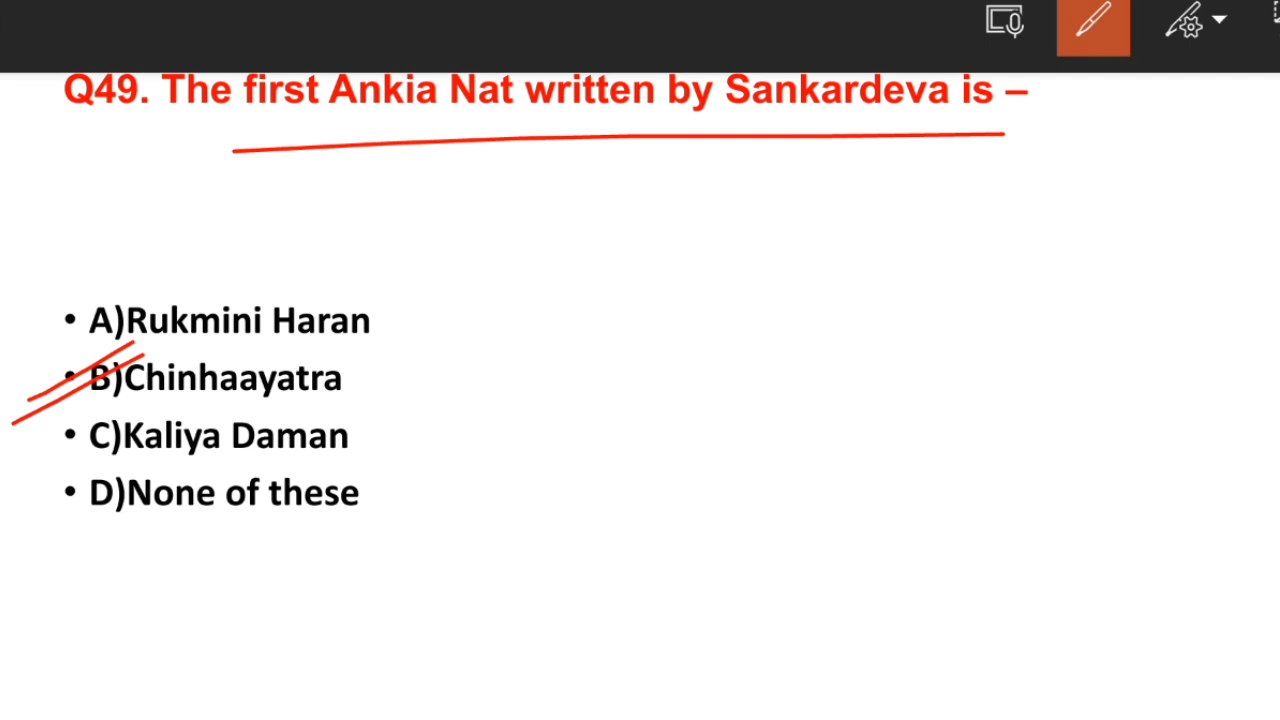 Q49. The first Ankia Nat written by Sankardeva is –
• A)Rukmini Haran
• B)Chinhaayatra
• C)Kaliya Daman
• D)None of these